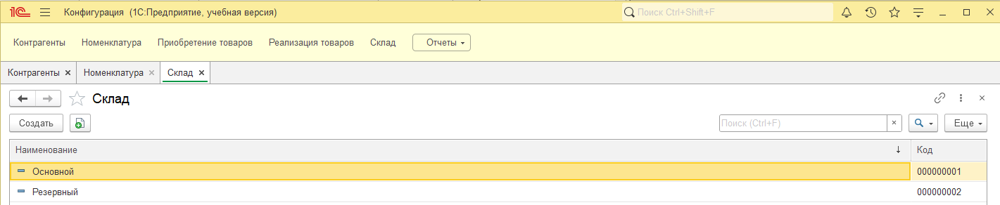 1С Конфигурация (1С:Предприятие, учебная версия) Поиск Ctrl+Shift+F
Контрагенты Номенклатура Приобретение товаров Реализация товаров Склад Отчеты
Контрагенты × Номенклатура × Склад ×
Склад
Создать Поиск (Ctrl+F) × Еще
Наименование Код
Основной 000000001
Резервный 000000002